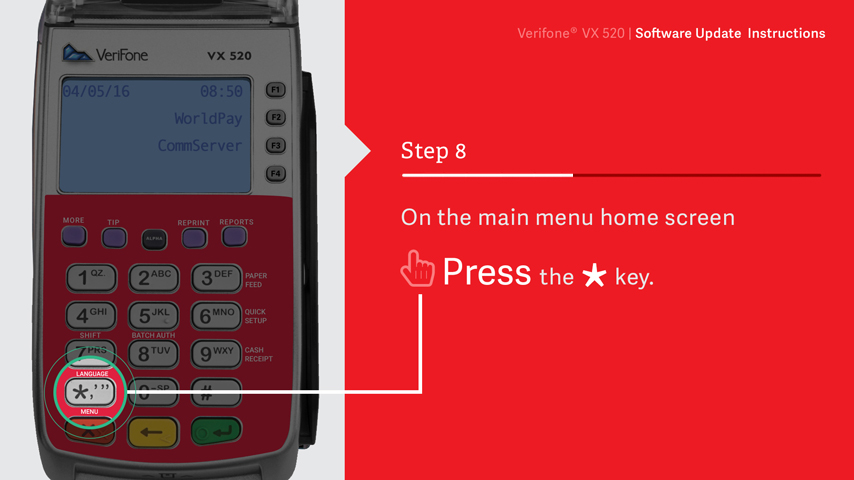 Verifone® VX 520 | Software Update Instructions
VeriFone VX 520
04/05/16 08:50
WorldPay
CommServer
F1
F2
F3
F4
MORE TIP ALPHA REPRINT REPORTS
1 QZ. 2 ABC 3 DEF PAPER FEED
4 GHI 5 JKL 6 MNO QUICK SETUP
SHIFT BATCH AUTH
7 PRS 8 TUV 9 WXY CASH RECEIPT
LANGUAGE
*,'" 0 -SP #
MENU
Step 8
On the main menu home screen
Press the * key.